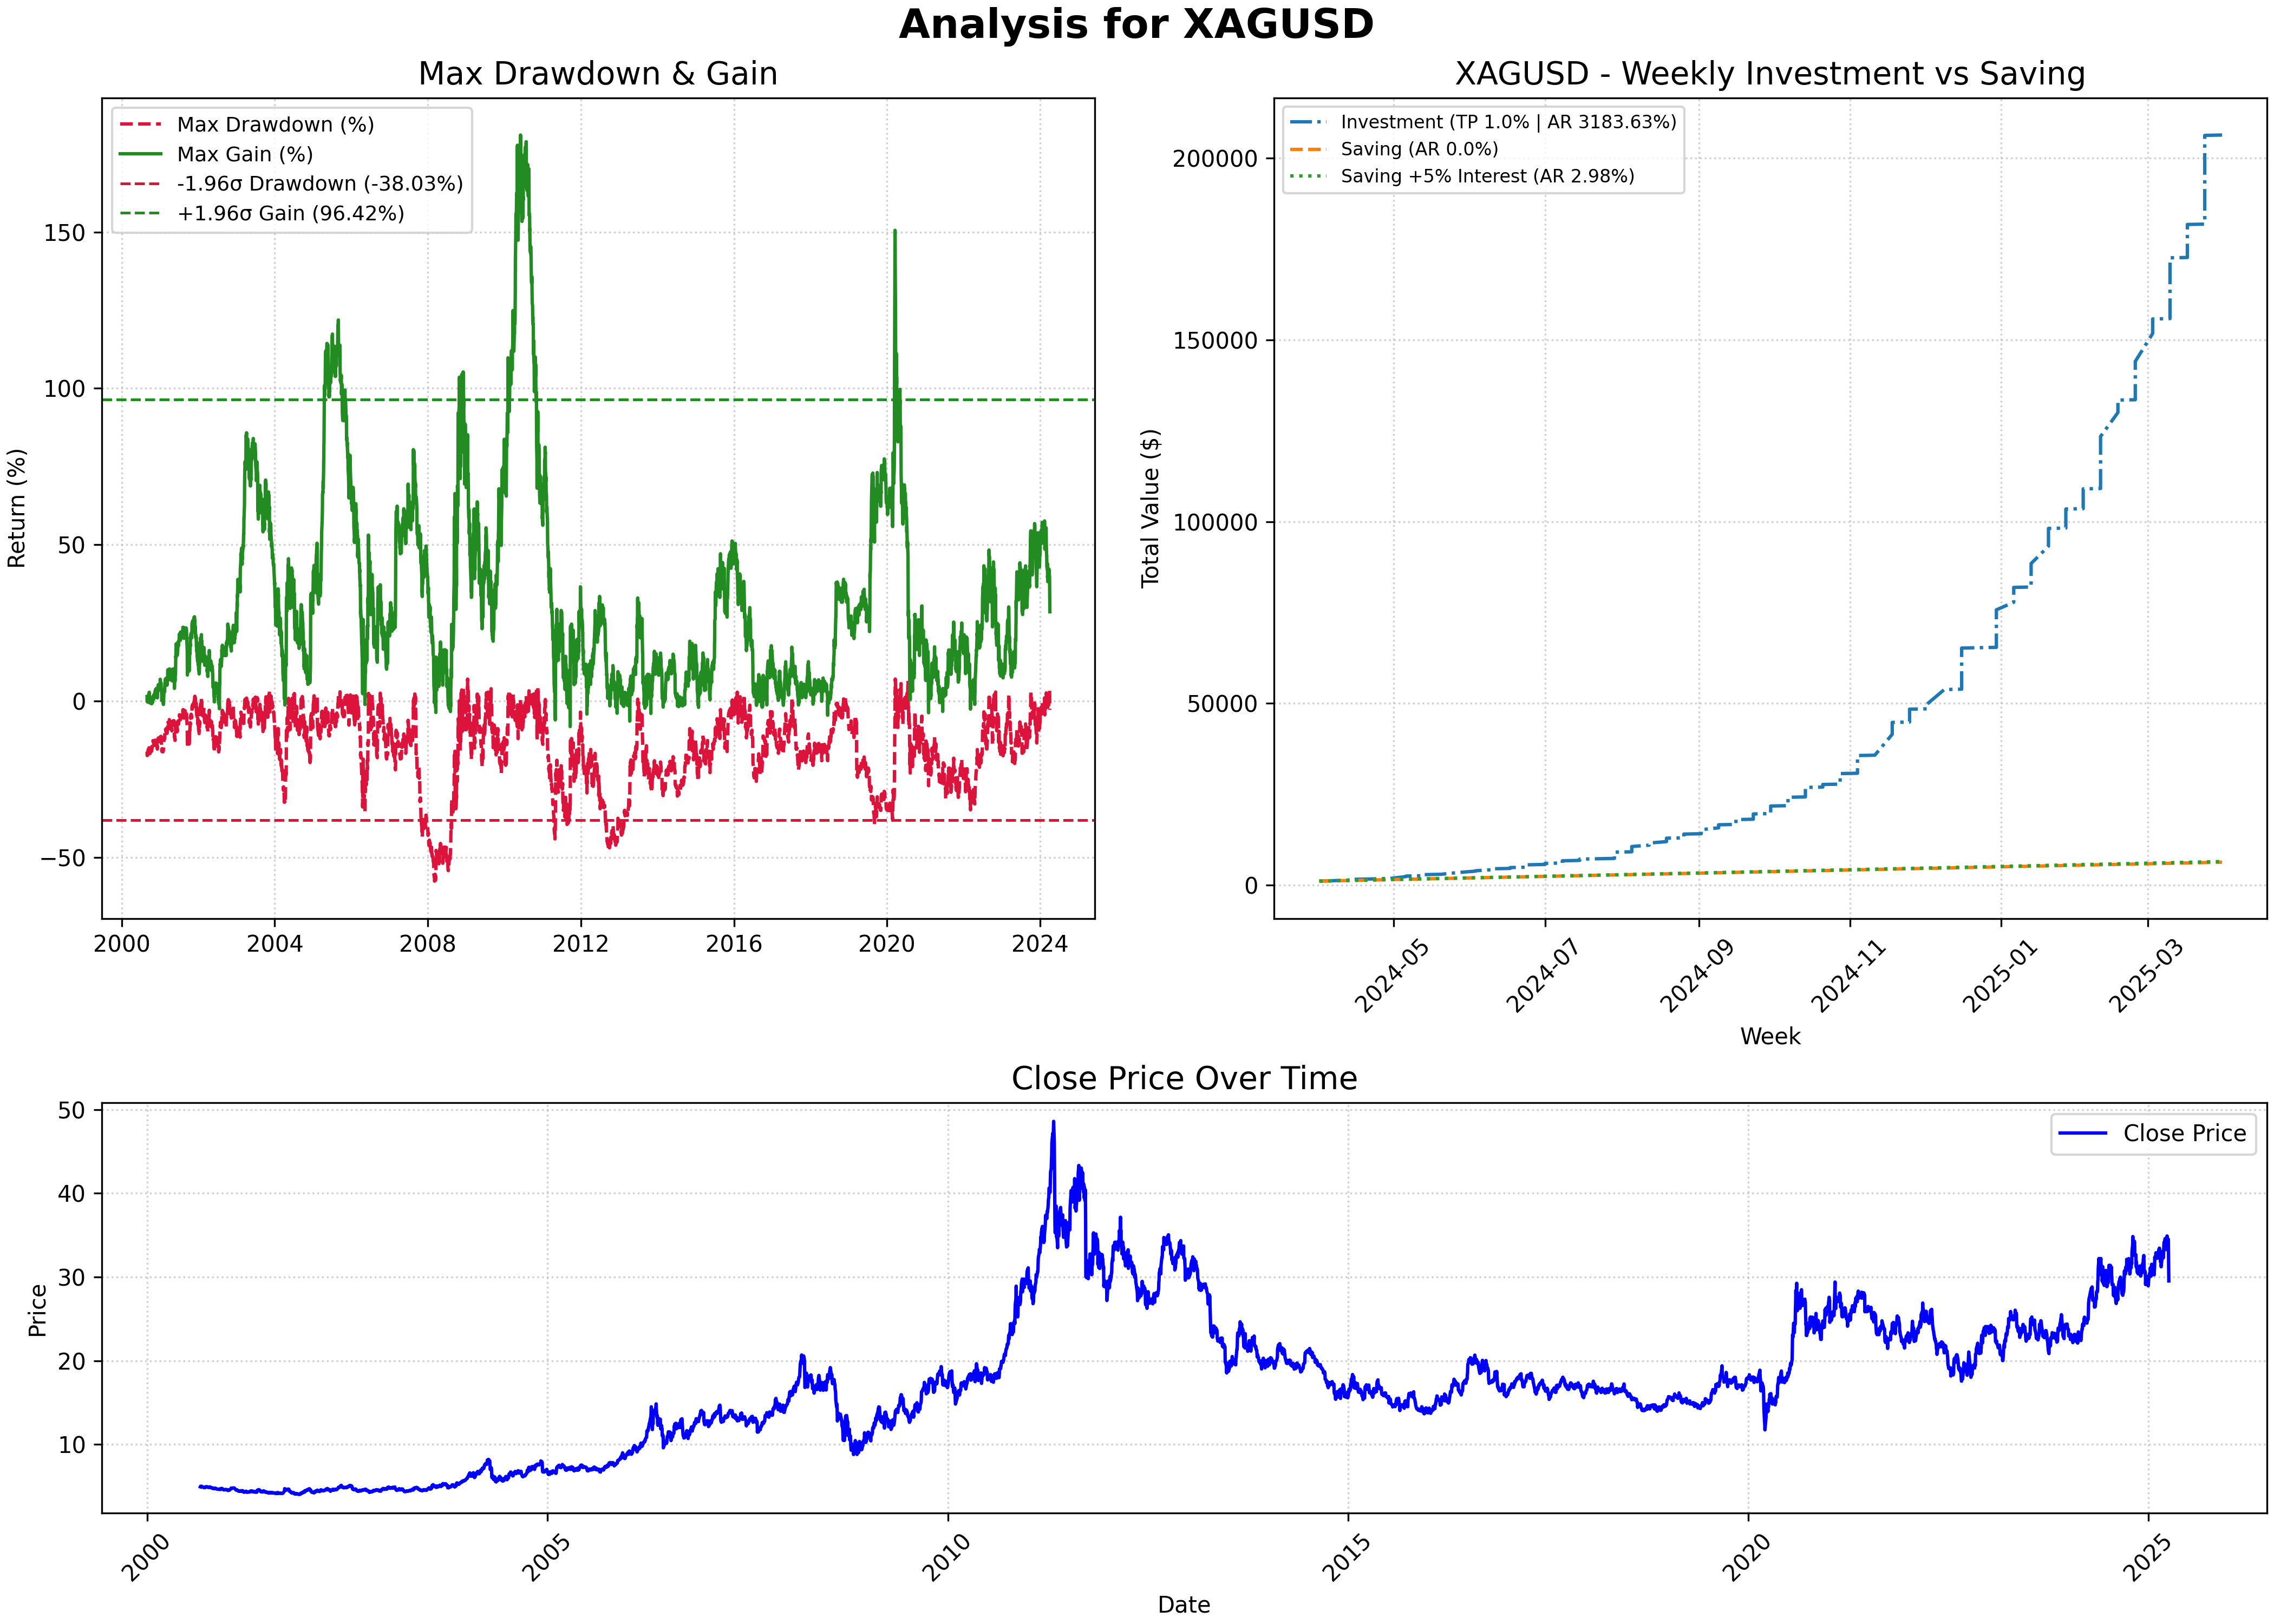 Analysis for XAGUSD
Max Drawdown & Gain
Max Drawdown (%)
Max Gain (%)
-1.96σ Drawdown (-38.03%)
+1.96σ Gain (96.42%)
Return (%)
150
100
50
0
−50
2000 2004 2008 2012 2016 2020 2024
XAGUSD - Weekly Investment vs Saving
Investment (TP 1.0% | AR 3183.63%)
Saving (AR 0.0%)
Saving +5% Interest (AR 2.98%)
Total Value ($)
200000
150000
100000
50000
0
2024-05 2024-07 2024-09 2024-11 2025-01 2025-03
Week
Close Price Over Time
Close Price
Price
50
40
30
20
10
2000 2005 2010 2015 2020 2025
Date